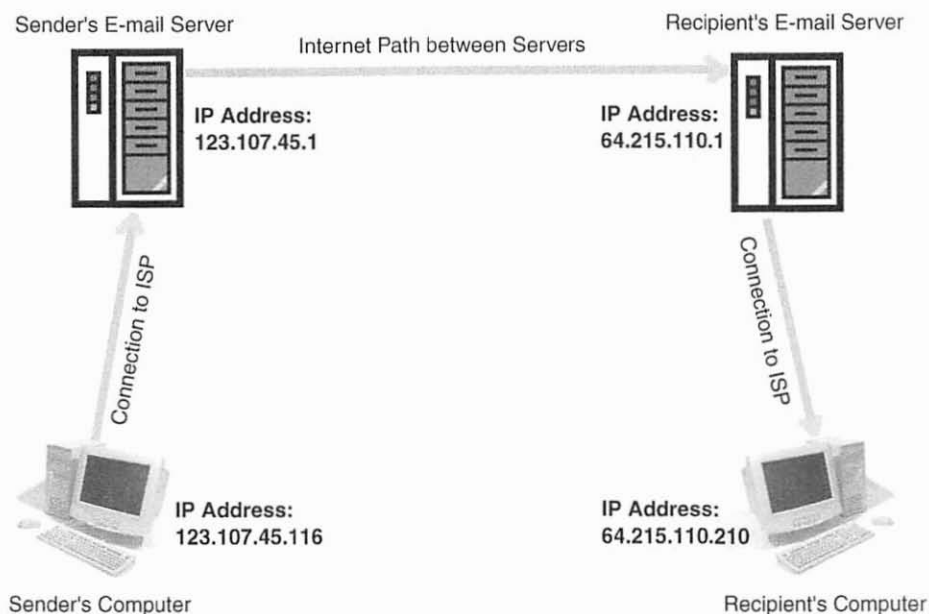 Sender's E-mail Server
Recipient's E-mail Server
Internet Path between Servers
IP Address:
123.107.45.1
IP Address:
64.215.110.1
Connection to ISP
Connection to ISP
IP Address:
123.107.45.116
IP Address:
64.215.110.210
Sender's Computer
Recipient's Computer